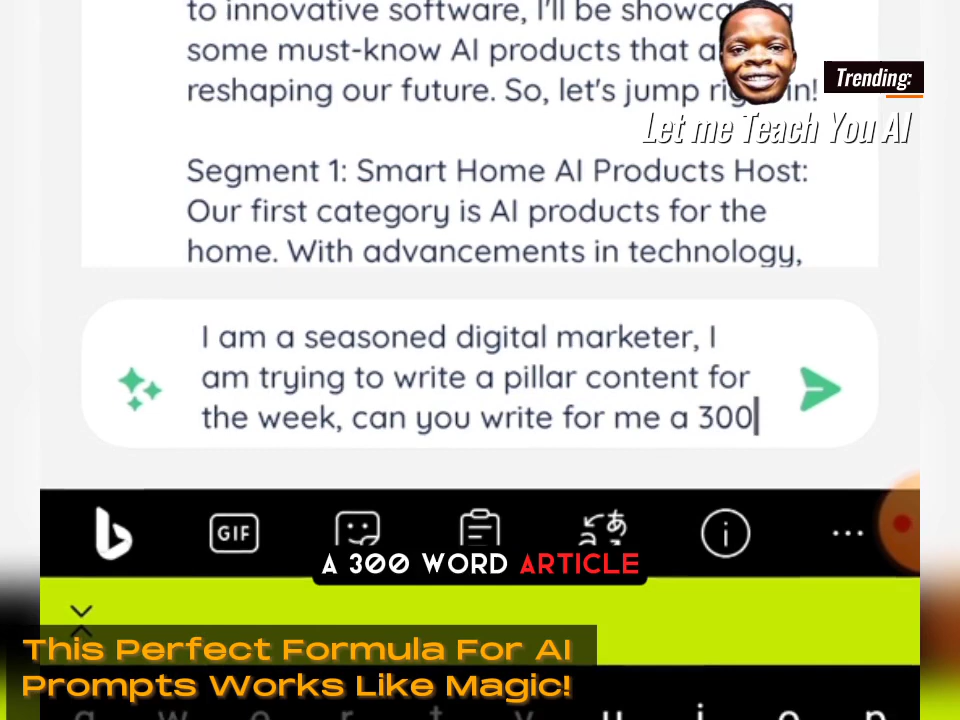 to innovative software, I'll be showcasing
some must-know AI products that a
reshaping our future. So, let's jump right in!
Trending:
Let me Teach You AI
Segment 1: Smart Home AI Products Host:
Our first category is AI products for the
home. With advancements in technology,
I am a seasoned digital marketer, I
am trying to write a pillar content for
the week, can you write for me a 300
GIF
A 300 WORD ARTICLE
This Perfect Formula For AI
Prompts Works Like Magic!